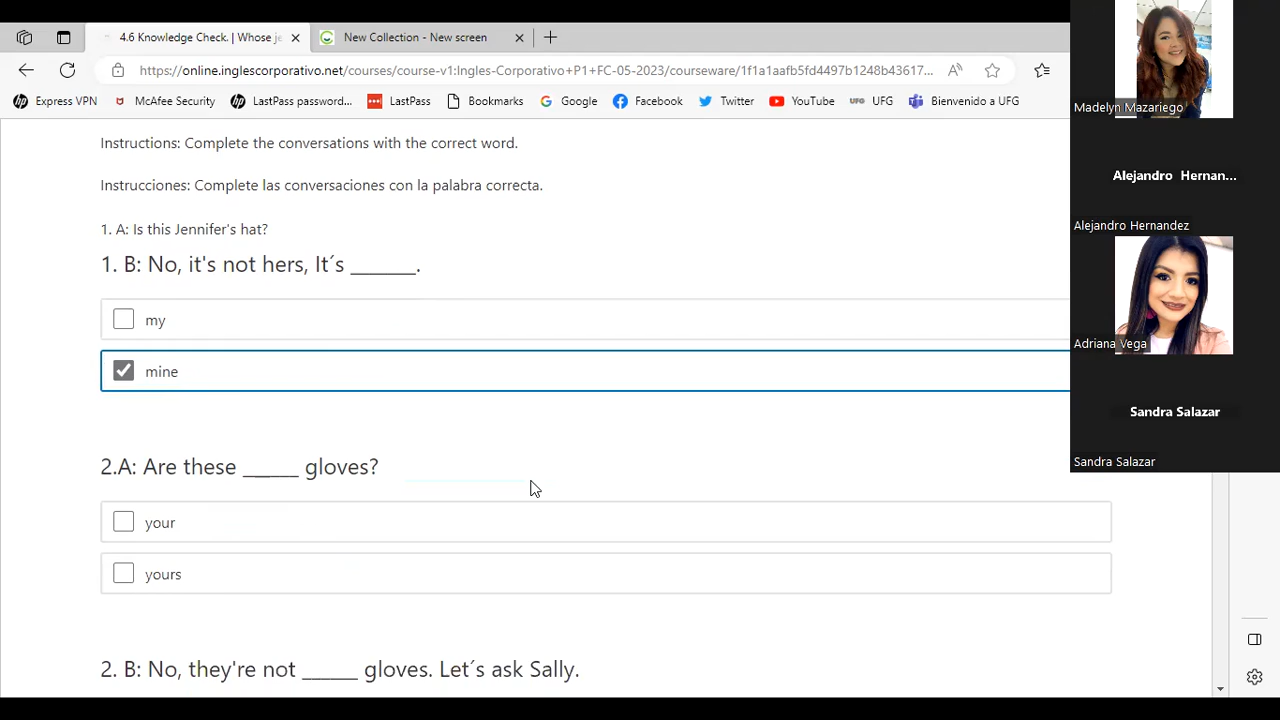 4.6 Knowledge Check. | Whose je
New Collection - New screen
https://online.inglescorporativo.net/courses/course-v1:Ingles-Corporativo+P1+FC-05-2023/courseware/1f1a1aafb5fd4497b1248b43617...
Express VPN
McAfee Security
LastPass password...
LastPass
Bookmarks
Google
Facebook
Twitter
YouTube
UFG
Bienvenido a UFG
Instructions: Complete the conversations with the correct word.
Instrucciones: Complete las conversaciones con la palabra correcta.
1. A: Is this Jennifer's hat?
1. B: No, it's not hers, It´s _______.
my
mine
2.A: Are these ______ gloves?
your
yours
2. B: No, they're not ______ gloves. Let´s ask Sally.
Madelyn Mazariego
Alejandro Hernan...
Alejandro Hernandez
Adriana Vega
Sandra Salazar
Sandra Salazar